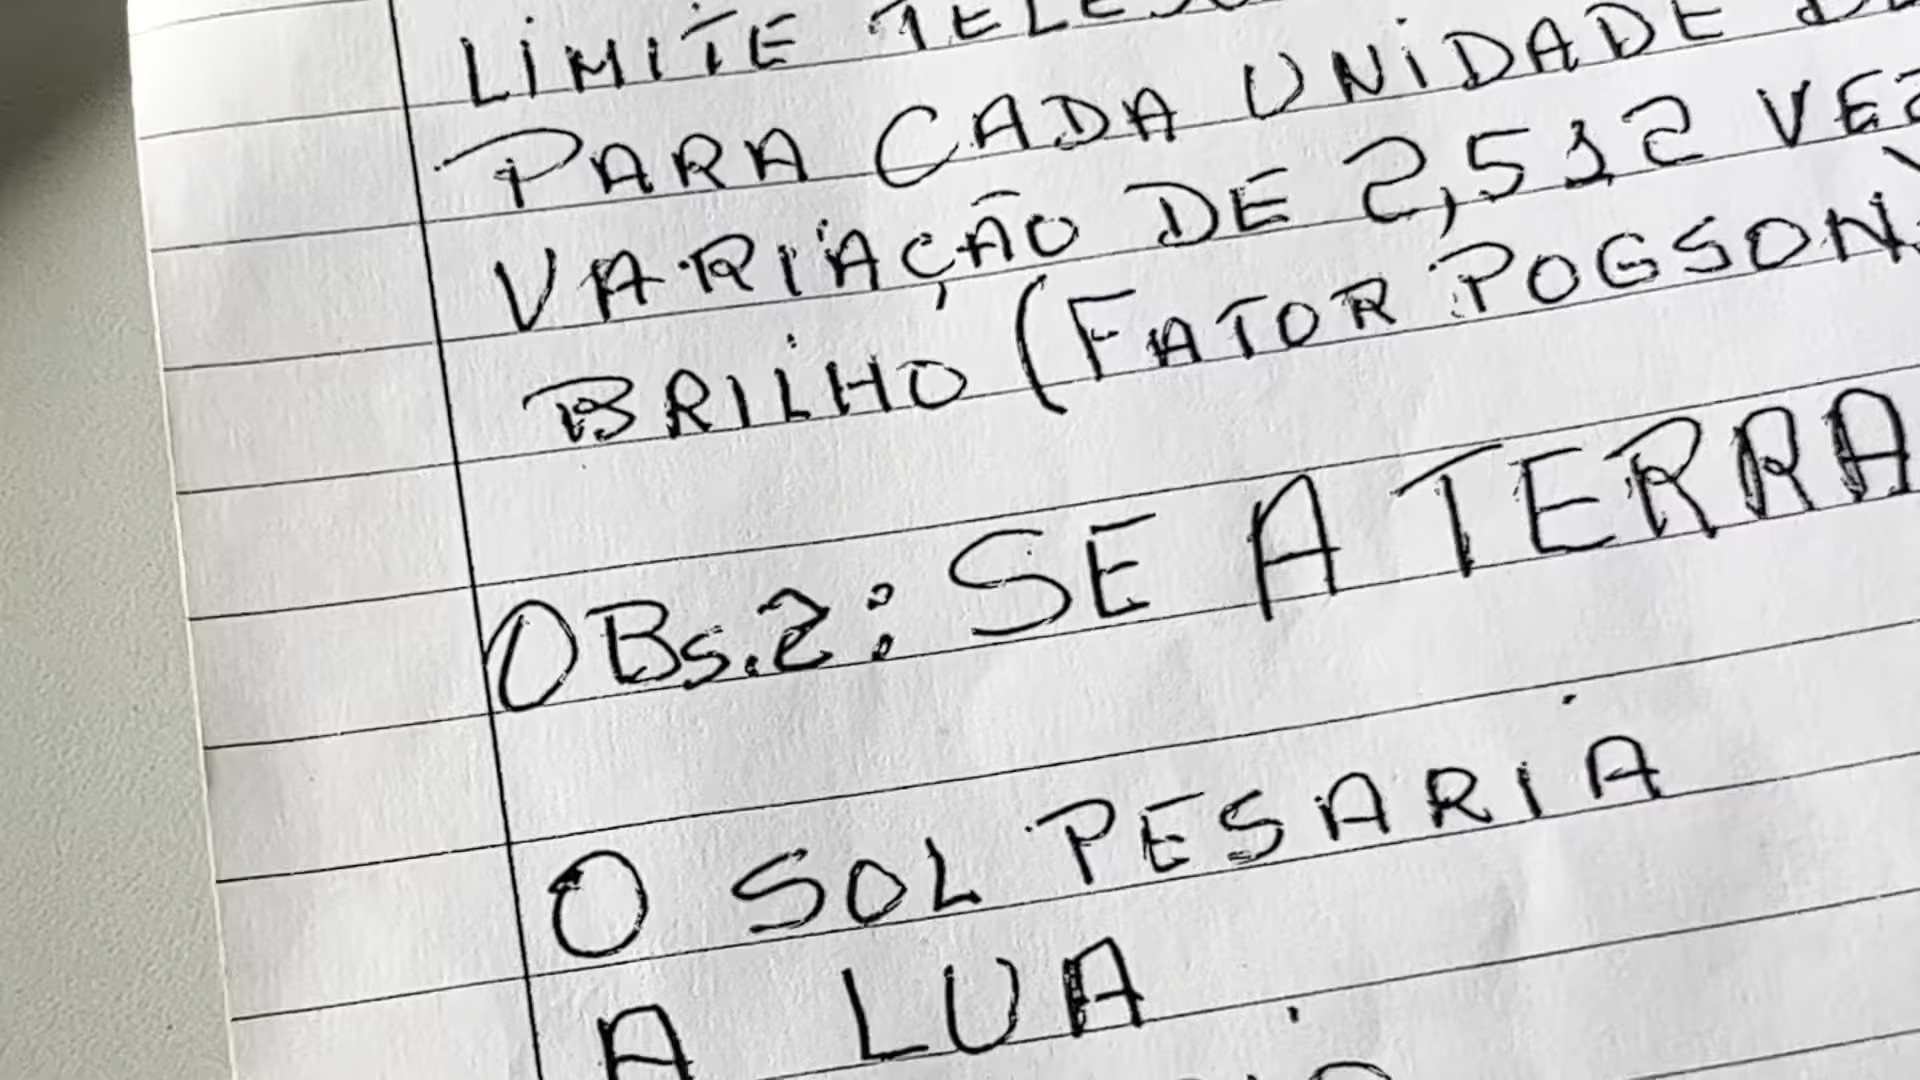 LIMITE
PARA CADA UNIDADE
VARIAÇÃO DE 2,512
BRILHO (FATOR POGSON
OBS.2: SE A TERRA
O SOL PESARIA
A LUA